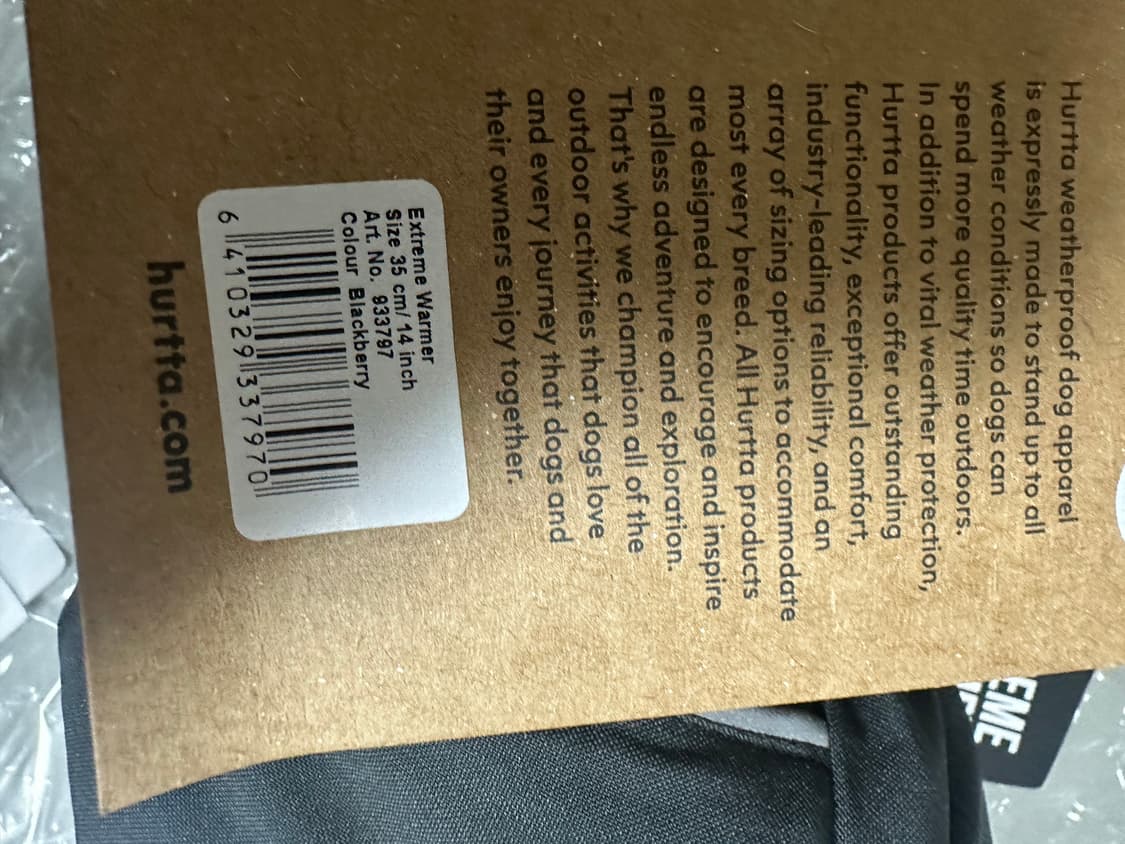 Hurtta weatherproof dog apparel
is expressly made to stand up to all
weather conditions so dogs can
spend more quality time outdoors.
In addition to vital weather protection,
Hurtta products offer outstanding
functionality, exceptional comfort,
industry-leading reliability, and an
array of sizing options to accommodate
most every breed. All Hurtta products
are designed to encourage and inspire
endless adventure and exploration.
That's why we champion all of the
outdoor activities that dogs love
and every journey that dogs and
their owners enjoy together.
Extreme Warmer
Size 35 cm/ 14 inch
Art. No. 933797
Colour Blackberry
6 410329 337970
hurtta.com
EME